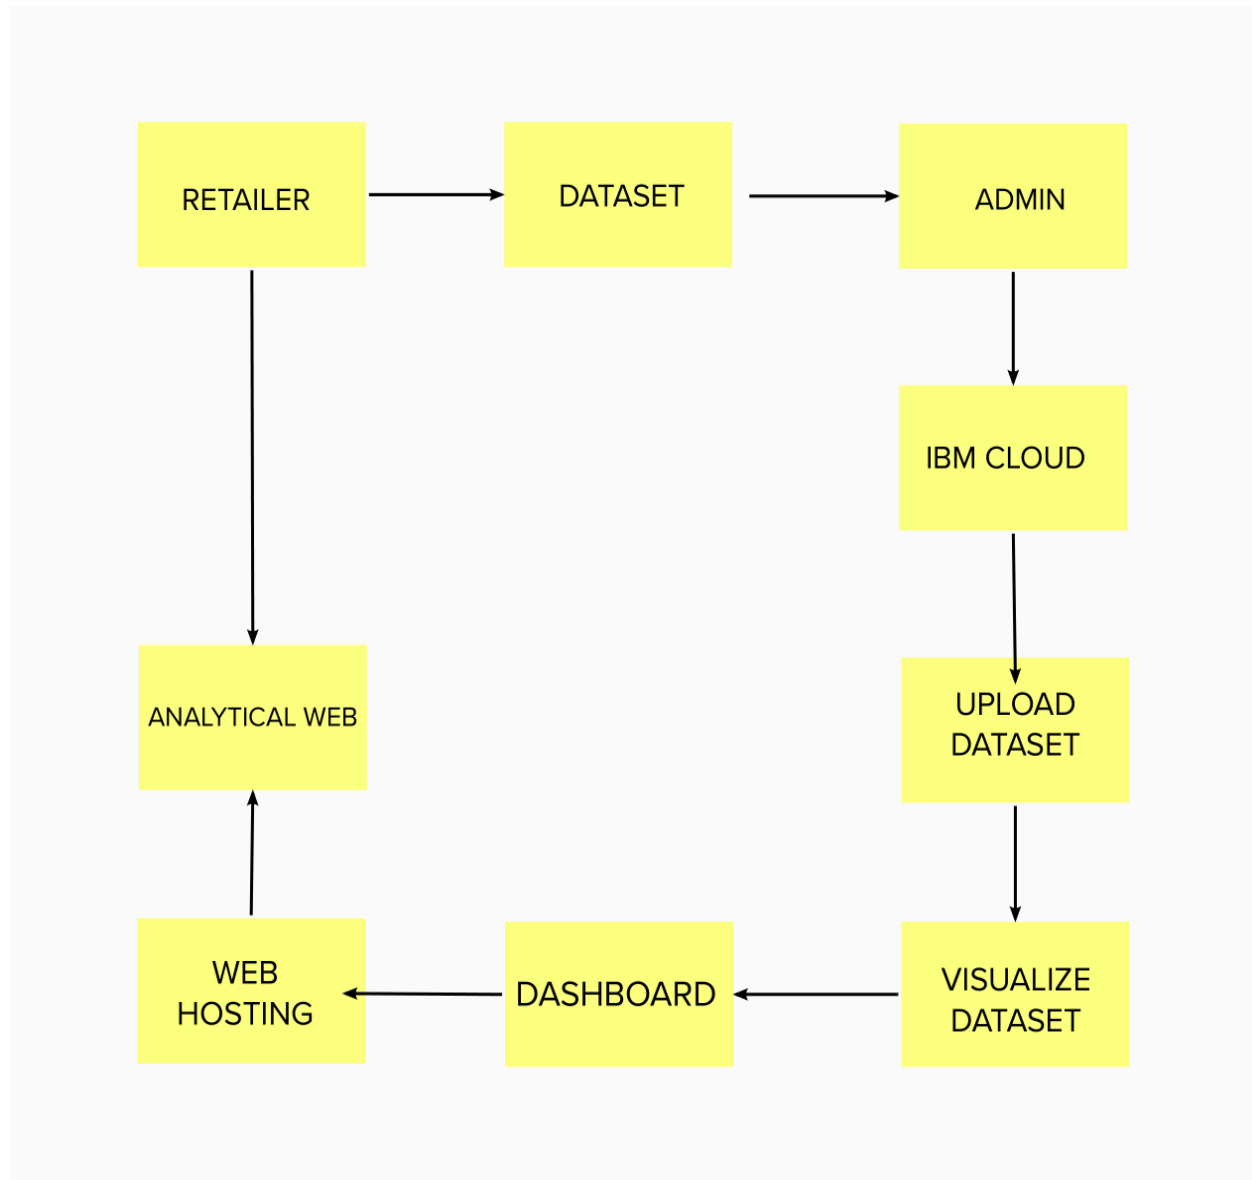 RETAILER
DATASET
ADMIN
IBM CLOUD
ANALYTICAL WEB
UPLOAD
DATASET
WEB
HOSTING
DASHBOARD
VISUALIZE
DATASET